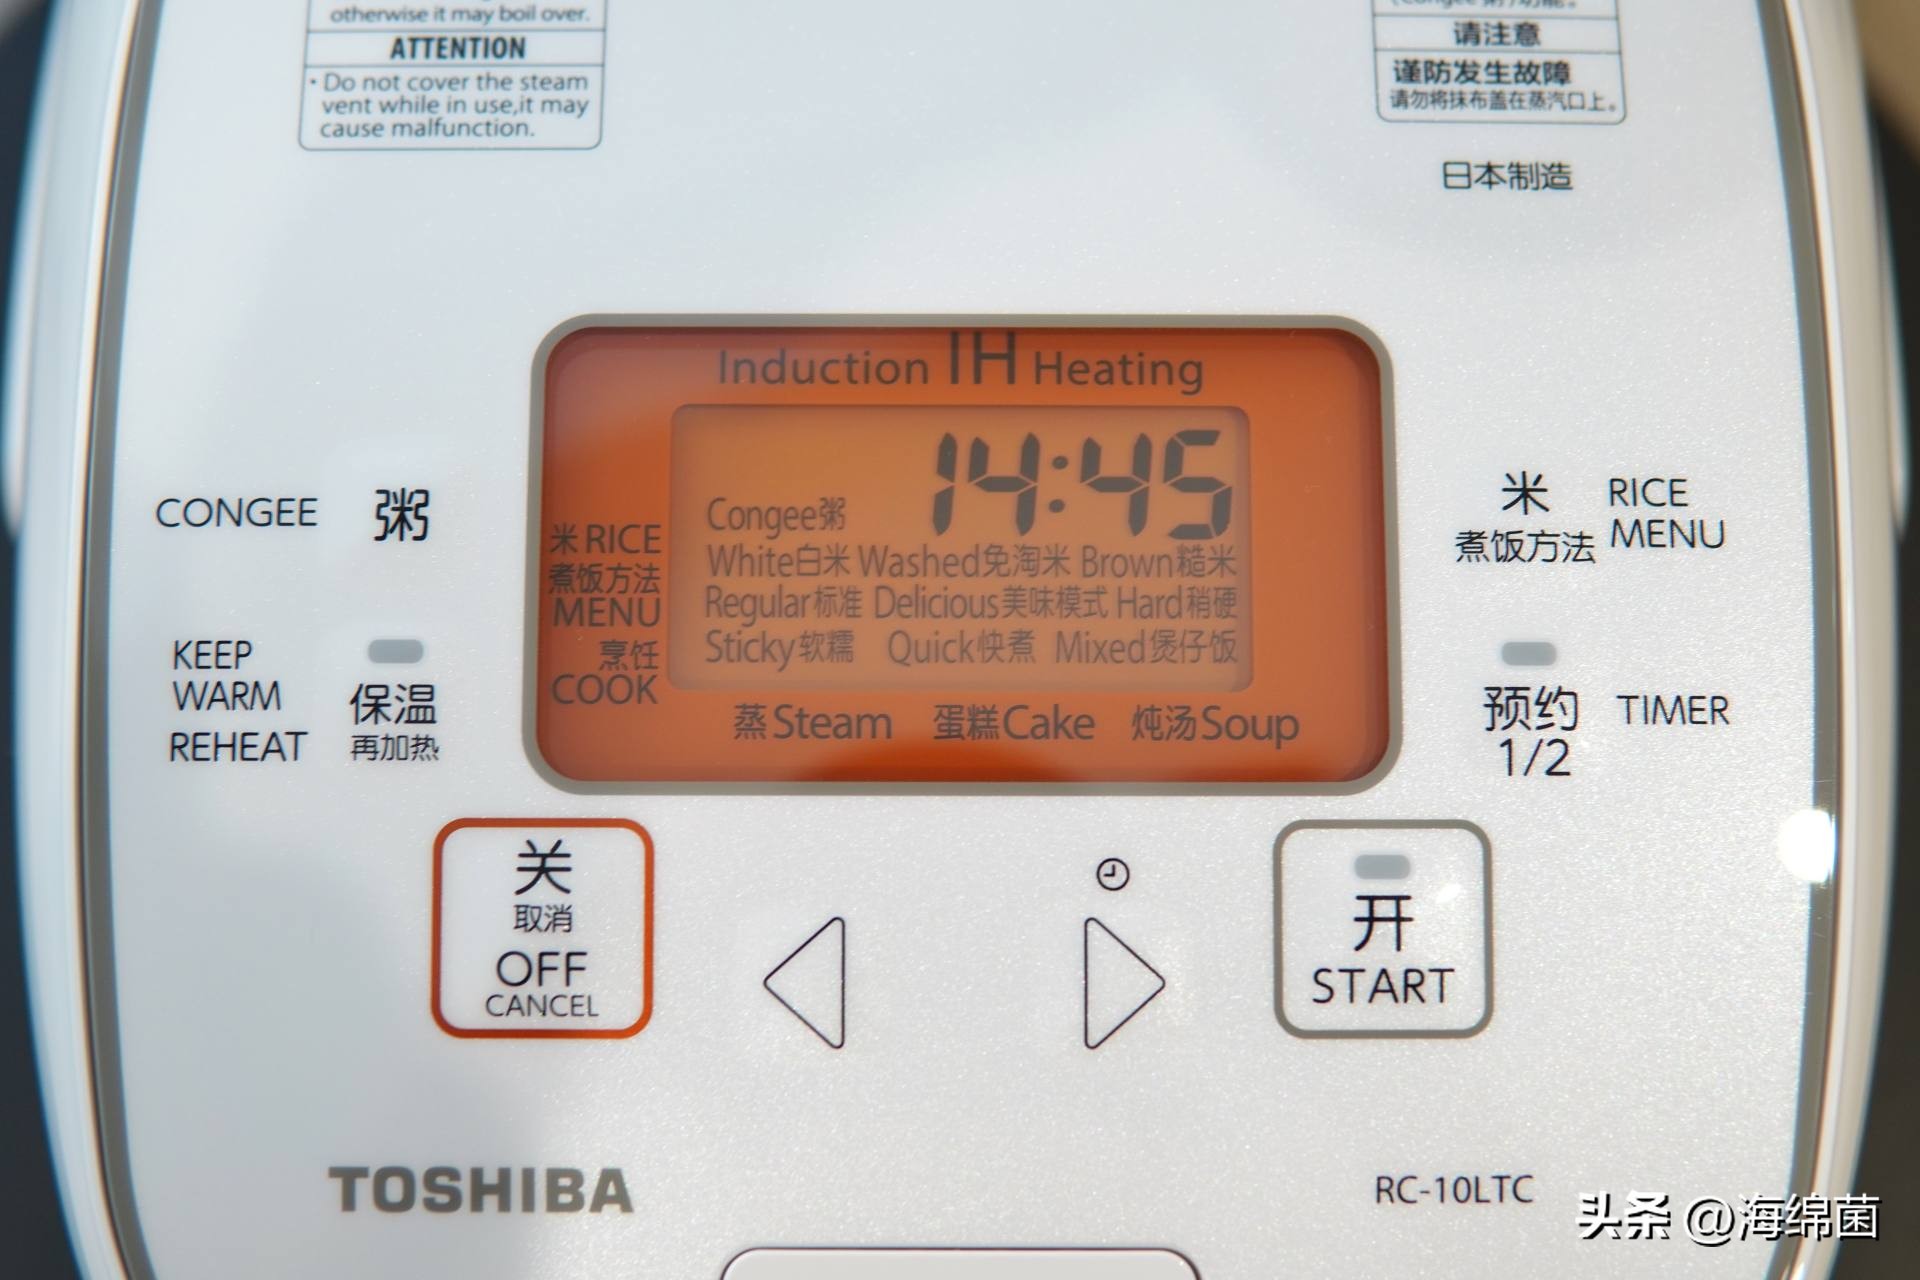 otherwise it may boil over.
ATTENTION
· Do not cover the steam
vent while in use,it may
cause malfunction.
请注意
谨防发生故障
请勿将抹布盖在蒸汽口上。
日本制造
Induction IH Heating
14:45
Congee粥
White白米 Washed免淘米 Brown糙米
Regular标准 Delicious美味模式 Hard稍硬
Sticky软糯 Quick快煮 Mixed煲仔饭
米RICE
煮饭方法
MENU
烹饪
COOK
蒸Steam 蛋糕Cake 炖汤Soup
CONGEE 粥
KEEP
WARM
REHEAT
保温
再加热
米
煮饭方法
RICE
MENU
预约
1/2
TIMER
关
取消
OFF
CANCEL
开
START
TOSHIBA
RC-10LTC
头条 @海绵菌